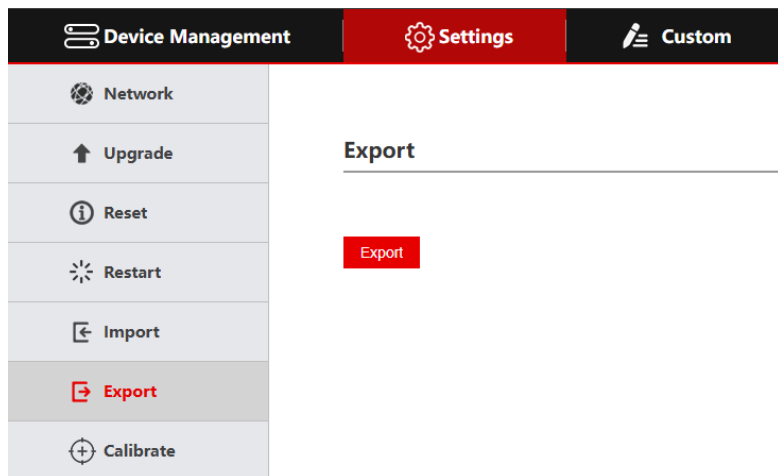 Device Management
Settings
Custom
Network
Upgrade
Reset
Restart
Import
Export
Calibrate
Export
Export